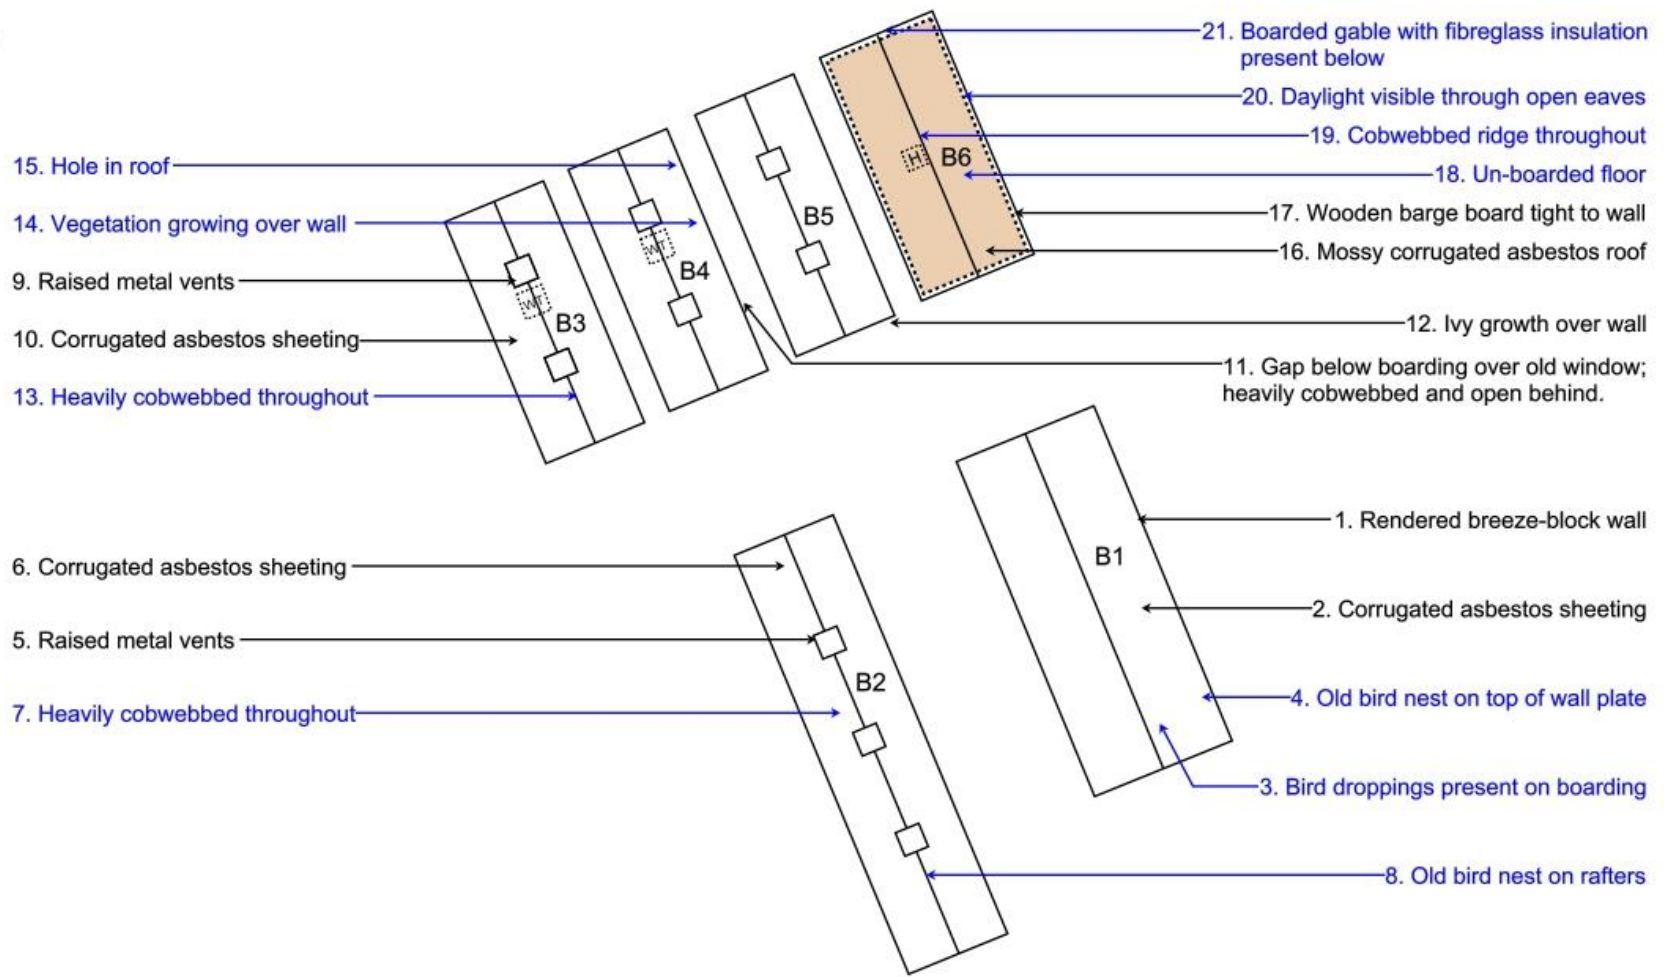 21. Boarded gable with fibreglass insulation
present below
20. Daylight visible through open eaves
19. Cobwebbed ridge throughout
18. Un-boarded floor
17. Wooden barge board tight to wall
16. Mossy corrugated asbestos roof
15. Hole in roof
14. Vegetation growing over wall
9. Raised metal vents
10. Corrugated asbestos sheeting
13. Heavily cobwebbed throughout
H
B6
B5
WT
B4
WT
B3
12. Ivy growth over wall
11. Gap below boarding over old window;
heavily cobwebbed and open behind.
1. Rendered breeze-block wall
B1
2. Corrugated asbestos sheeting
4. Old bird nest on top of wall plate
3. Bird droppings present on boarding
6. Corrugated asbestos sheeting
5. Raised metal vents
B2
7. Heavily cobwebbed throughout
8. Old bird nest on rafters